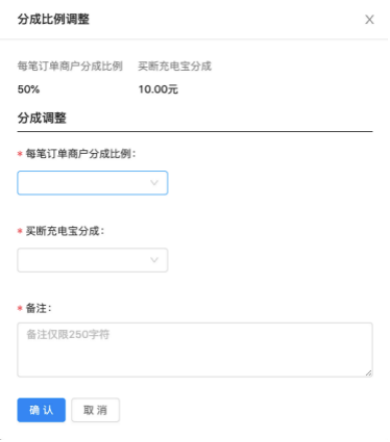 分成比例调整
每笔订单商户分成比例 买断充电宝分成
50% 10.00元
分成调整
* 每笔订单商户分成比例：
* 买断充电宝分成：
* 备注：
备注仅限250字符
确 认 取 消